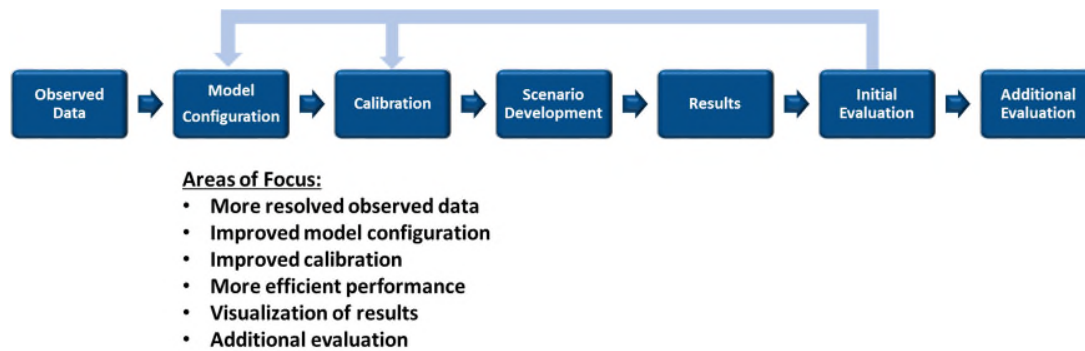 Observed
Data
Model
Configuration
Calibration
Scenario
Development
Results
Initial
Evaluation
Additional
Evaluation
Areas of Focus:
• More resolved observed data
• Improved model configuration
• Improved calibration
• More efficient performance
• Visualization of results
• Additional evaluation